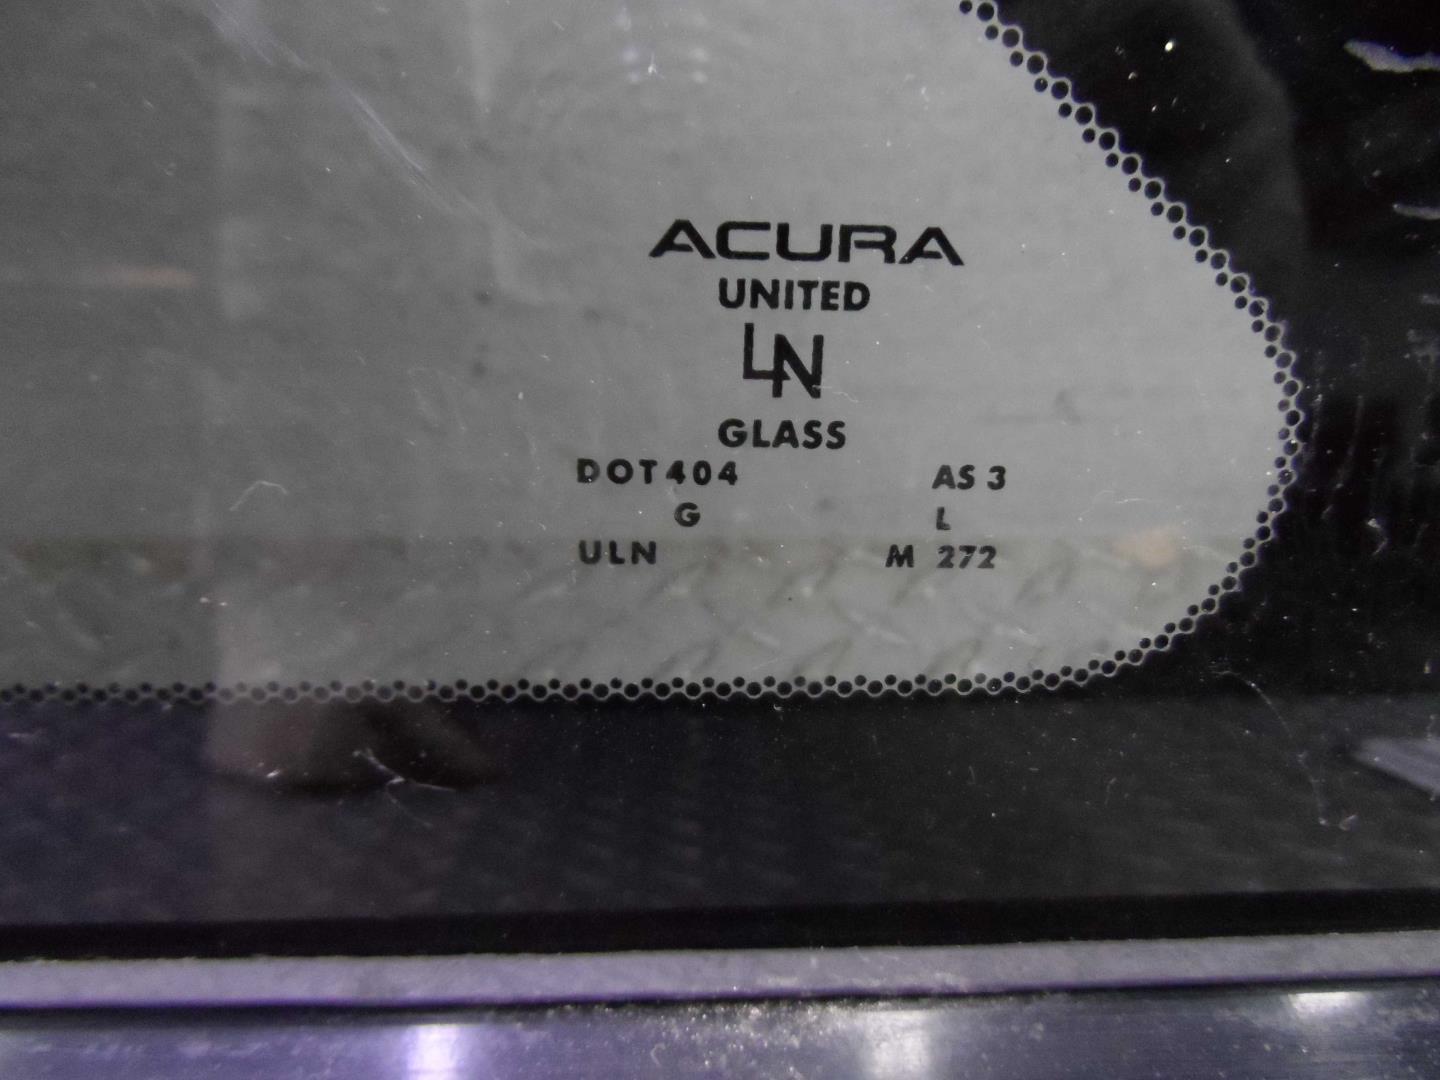 ACURA
UNITED
LN
GLASS
DOT404 AS 3
G L
ULN M 272